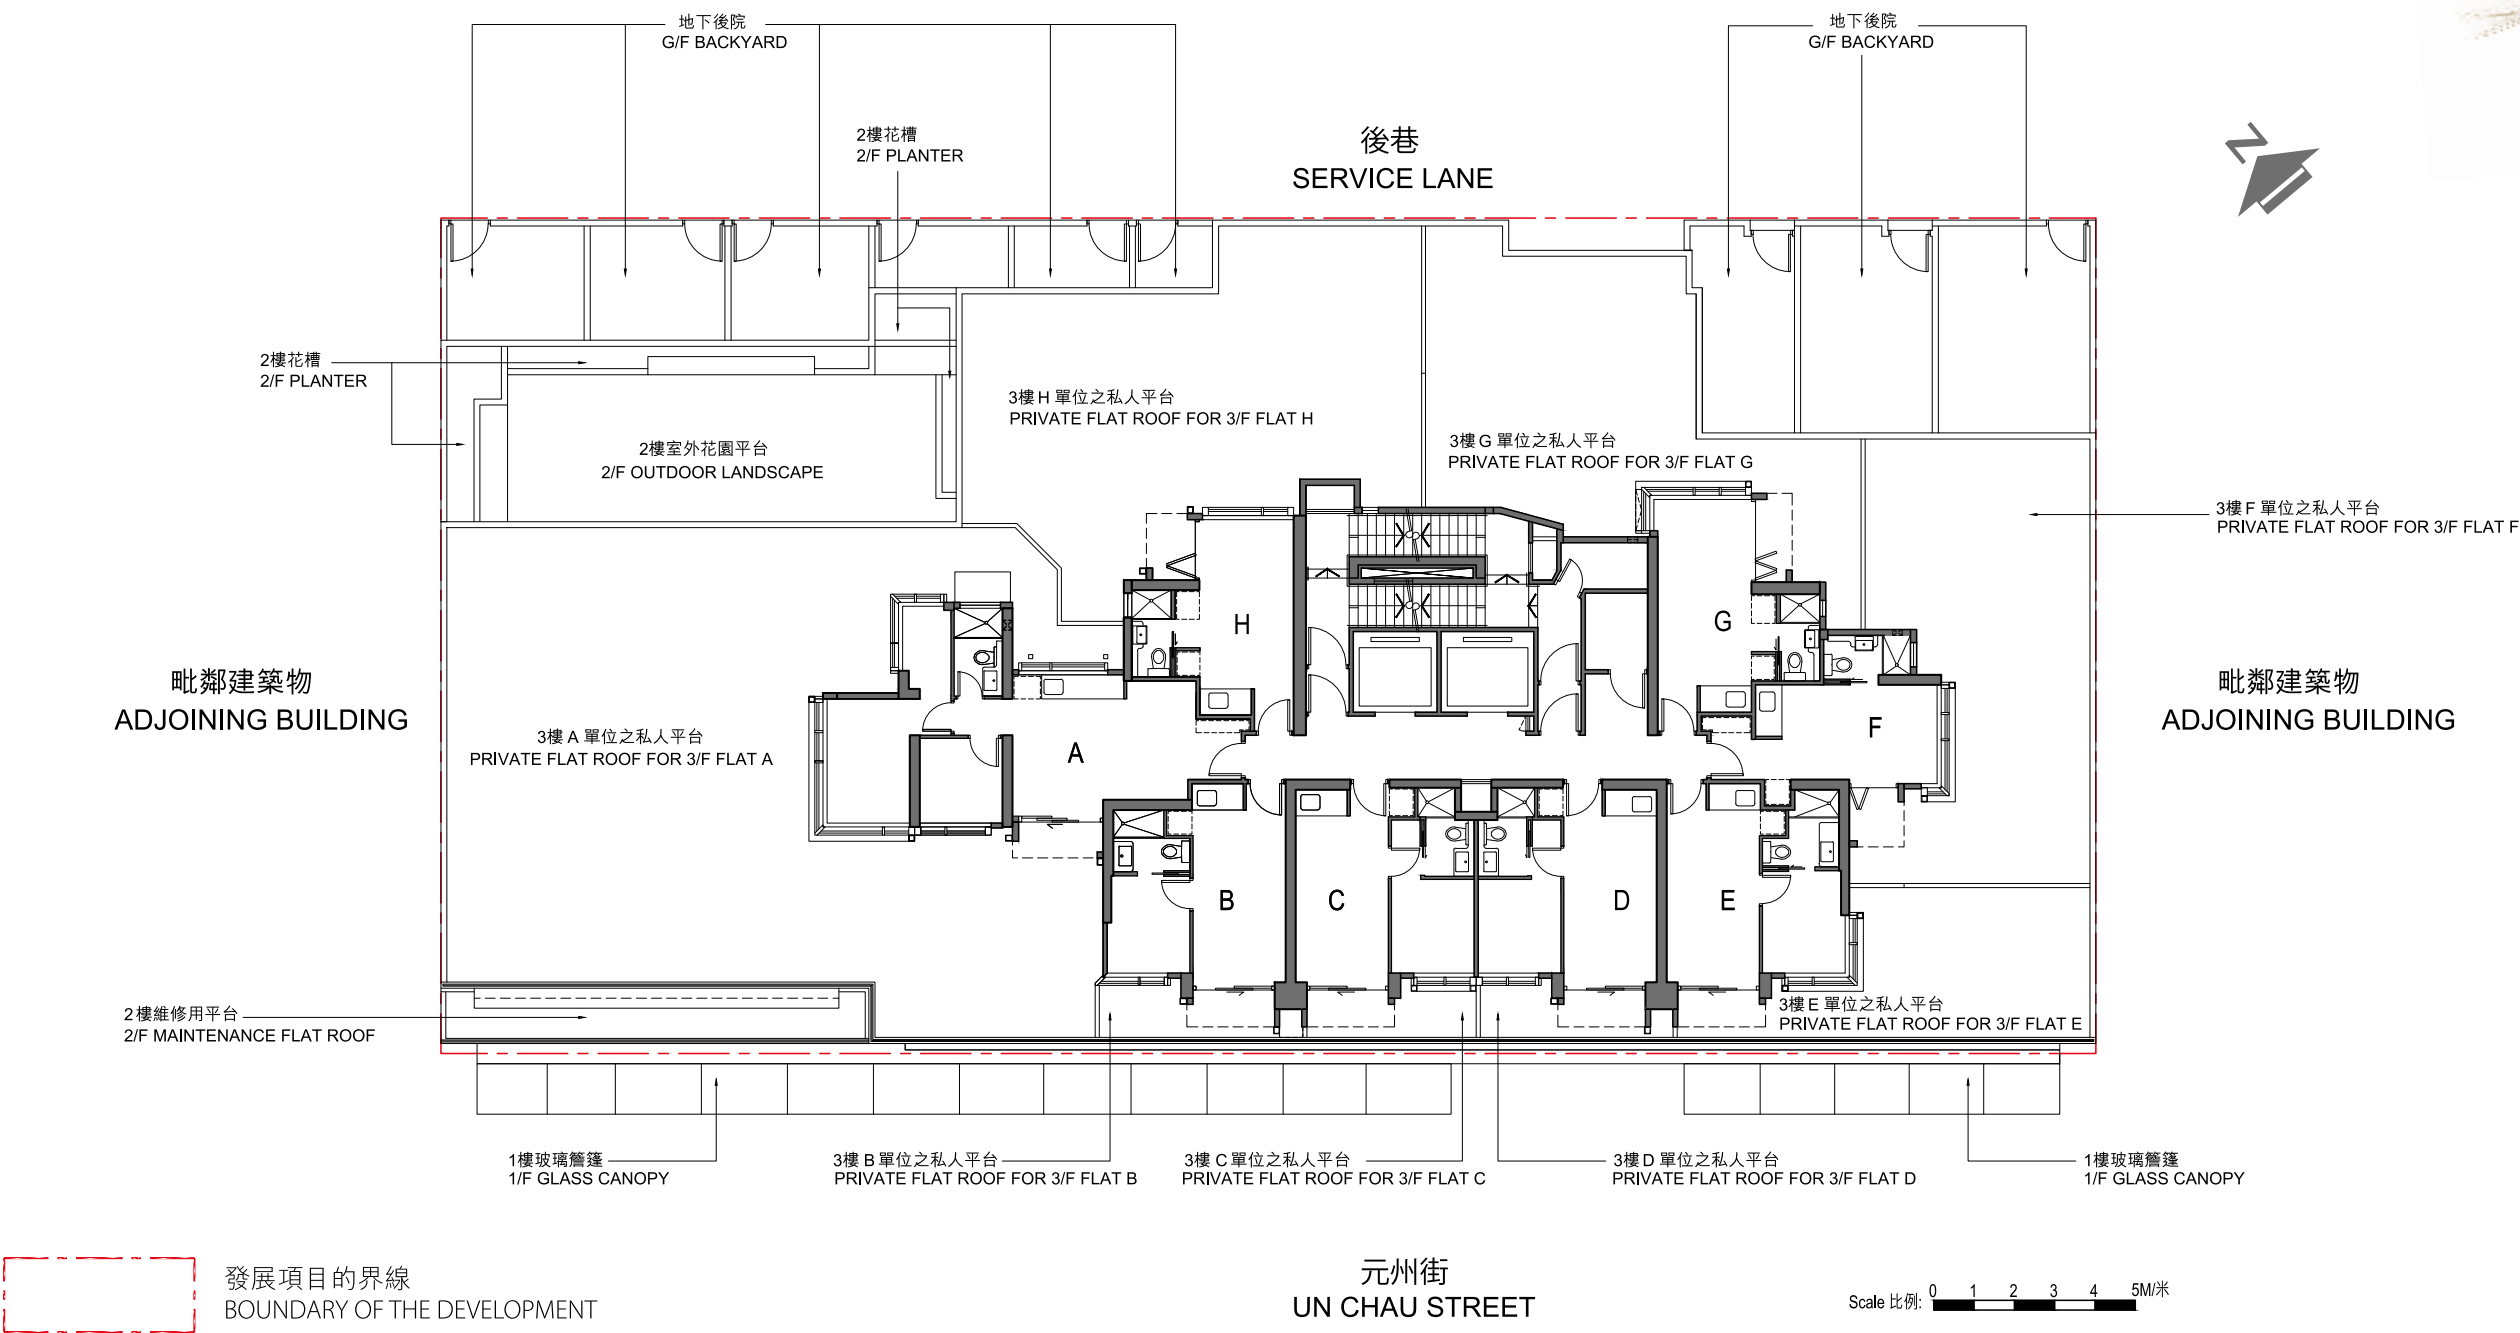 地下後院
G/F BACKYARD
地下後院
G/F BACKYARD
2樓花槽
2/F PLANTER
後巷
SERVICE LANE
N
2樓花槽
2/F PLANTER
3樓 H 單位之私人平台
PRIVATE FLAT ROOF FOR 3/F FLAT H
2樓室外花園平台
2/F OUTDOOR LANDSCAPE
3樓 G 單位之私人平台
PRIVATE FLAT ROOF FOR 3/F FLAT G
3樓 F 單位之私人平台
PRIVATE FLAT ROOF FOR 3/F FLAT F
H
G
毗鄰建築物
ADJOINING BUILDING
毗鄰建築物
ADJOINING BUILDING
3樓 A 單位之私人平台
PRIVATE FLAT ROOF FOR 3/F FLAT A
A
F
B
C
D
E
2樓維修用平台
2/F MAINTENANCE FLAT ROOF
3樓 E 單位之私人平台
PRIVATE FLAT ROOF FOR 3/F FLAT E
1樓玻璃簷篷
1/F GLASS CANOPY
3樓 B 單位之私人平台
PRIVATE FLAT ROOF FOR 3/F FLAT B
3樓 C 單位之私人平台
PRIVATE FLAT ROOF FOR 3/F FLAT C
3樓 D 單位之私人平台
PRIVATE FLAT ROOF FOR 3/F FLAT D
1樓玻璃簷篷
1/F GLASS CANOPY
發展項目的界線
BOUNDARY OF THE DEVELOPMENT
元州街
UN CHAU STREET
Scale 比例: 0 1 2 3 4 5M/米